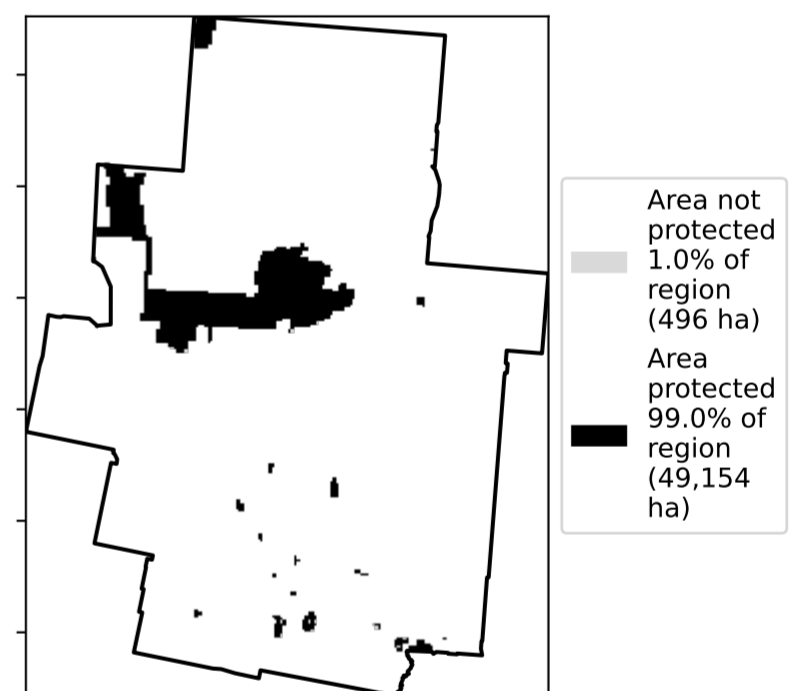 Area not
protected
1.0% of
region
(496 ha)
Area
protected
99.0% of
region
(49,154
ha)